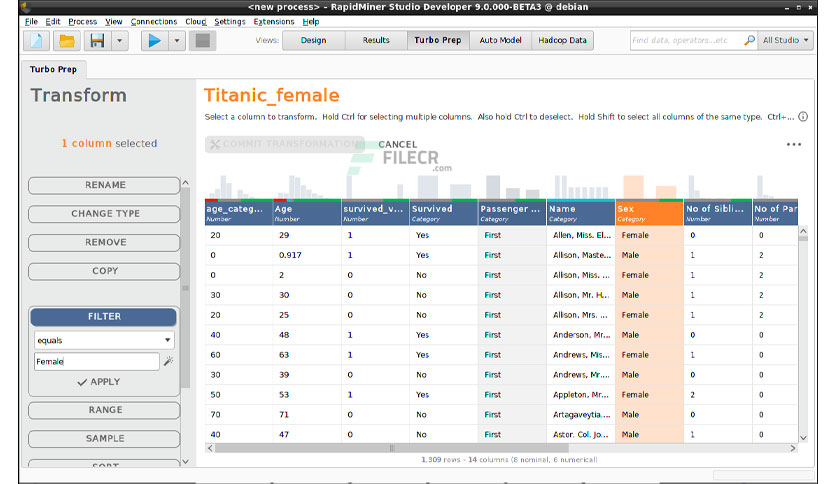 <new process> – RapidMiner Studio Developer 9.0.000-BETA3 @ debian
File Edit Process View Connections Cloud Settings Extensions Help
Views: Design Results Turbo Prep Auto Model Hadoop Data Find data, operators...etc All Studio
Turbo Prep
Transform
1 column selected
RENAME
CHANGE TYPE
REMOVE
COPY
FILTER
equals
Female
APPLY
RANGE
SAMPLE
SORT
Titanic_female
Select a column to transform. Hold Ctrl for selecting multiple columns. Also hold Ctrl to deselect. Hold Shift to select all columns of the same type. Ctrl+...
COMMIT TRANSFORMATION CANCEL
FILECR
.com
age_categ... Age survived_v... Survived Passenger ... Name Sex No of Sibli... No of Par
Number Number Number Category Category Category Category Number Number
20 29 1 Yes First Allen, Miss. El... Female 0 0
0 0.917 1 Yes First Allison, Maste... Male 1 2
0 2 0 No First Allison, Miss. ... Female 1 2
30 30 0 No First Allison, Mr. H... Male 1 2
20 25 0 No First Allison, Mrs. ... Female 1 2
40 48 1 Yes First Anderson, Mr... Male 0 0
60 63 1 Yes First Andrews, Mis... Female 1 0
30 39 0 No First Andrews, Mr.... Male 0 0
50 53 1 Yes First Appleton, Mr... Female 2 0
70 71 0 No First Artagaveytia.... Male 0 0
40 47 0 No First Astor. Col. Jo... Male 1 0
1,309 rows - 14 columns (8 nominal, 6 numerical)